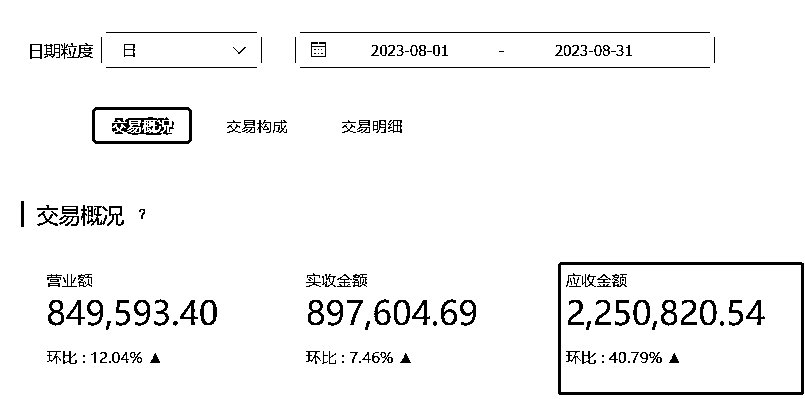 日期粒度 日 2023-08-01 - 2023-08-31
交易概况 交易构成 交易明细
交易概况 ?
营业额 实收金额 应收金额
849,593.40 897,604.69 2,250,820.54
环比 : 12.04% ▲ 环比 : 7.46% ▲ 环比 : 40.79% ▲